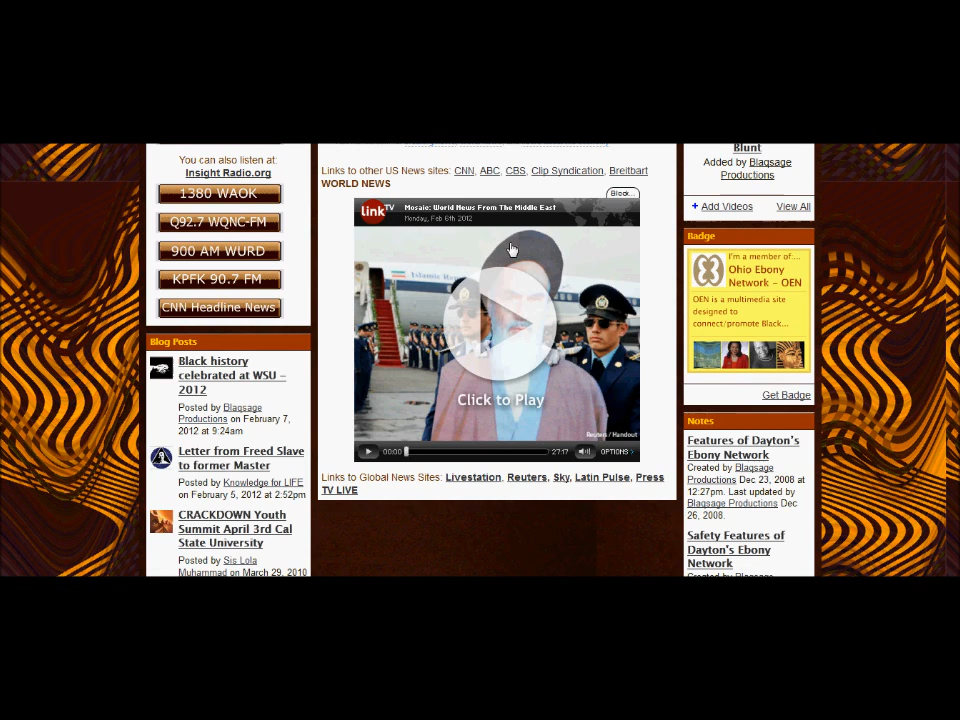 You can also listen at:
Insight Radio.org
1380 WAOK
Q92.7 WQNC-FM
900 AM WURD
KPFK 90.7 FM
CNN Headline News
Blog Posts
Black history
celebrated at WSU –
2012
Posted by Blaqsage
Productions on February 7,
2012 at 9:24am
Letter from Freed Slave
to former Master
Posted by Knowledge for LIFE
on February 5, 2012 at 2:52pm
CRACKDOWN Youth
Summit April 3rd Cal
State University
Posted by Sis Lola
Muhammad on March 29, 2010
Links to other US News sites: CNN, ABC, CBS, Clip Syndication, Breitbart
WORLD NEWS
Block...
link TV
Mosaic: World News From The Middle East
Monday, Feb 6th 2012
Islamic
Click to Play
Reuters / Handout
00:00
27:17
OPTIONS
Links to Global News Sites: Livestation, Reuters, Sky, Latin Pulse, Press
TV LIVE
Blunt
Added by Blaqsage
Productions
+ Add Videos View All
Badge
I'm a member of:...
Ohio Ebony
Network – OEN
OEN is a multimedia site
designed to
connect/promote Black...
Get Badge
Notes
Features of Dayton's
Ebony Network
Created by Blaqsage
Productions Dec 23, 2008 at
12:27pm. Last updated by
Blaqsage Productions Dec
26, 2008.
Safety Features of
Dayton's Ebony
Network
Created by Blaqsage